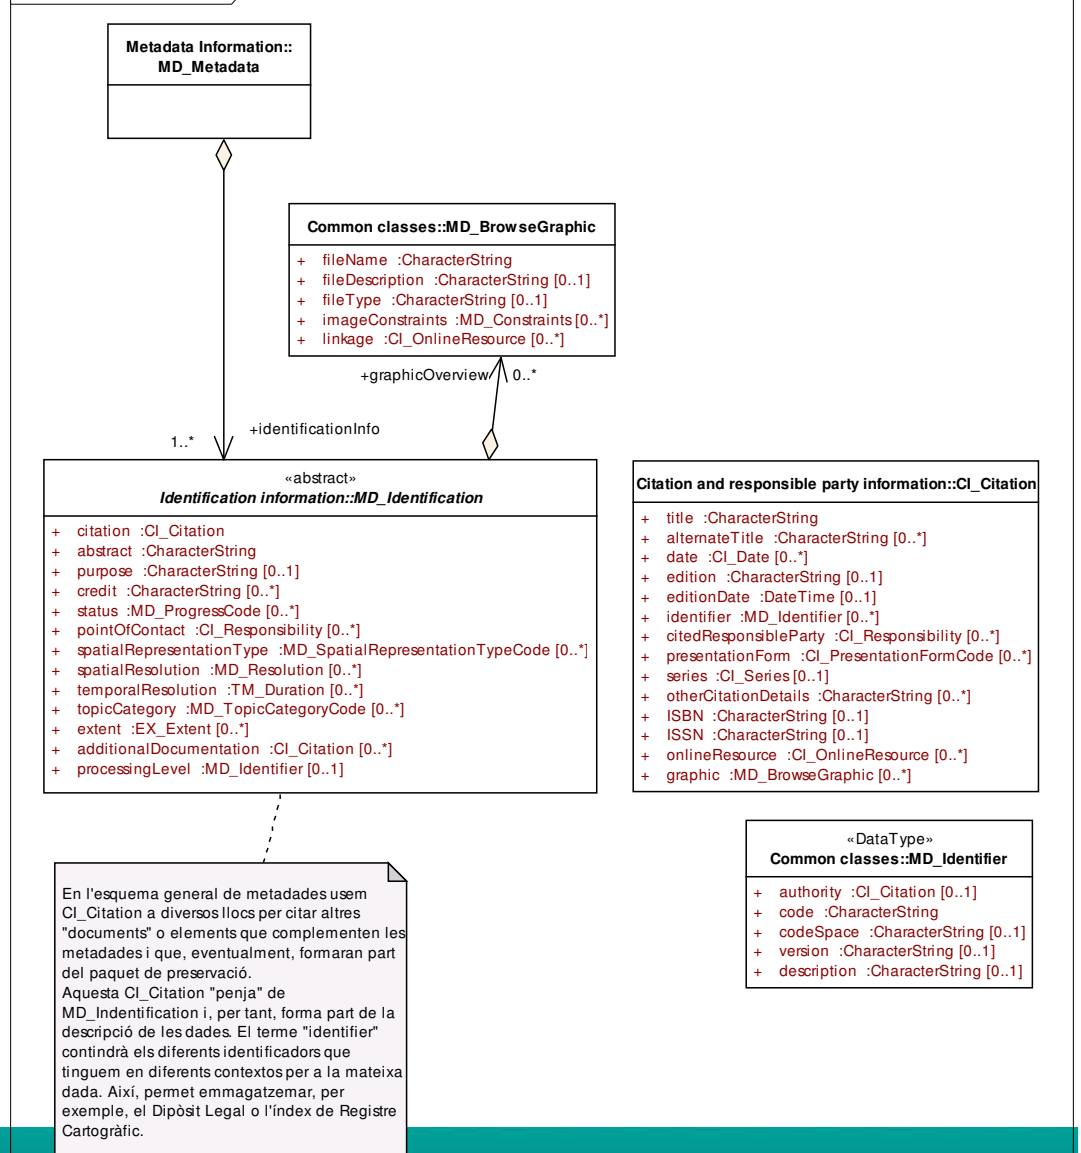 Metadata Information::
MD_Metadata
Common classes::MD_BrowseGraphic
+ fileName :CharacterString
+ fileDescription :CharacterString [0..1]
+ fileType :CharacterString [0..1]
+ imageConstraints :MD_Constraints [0..*]
+ linkage :CI_OnlineResource [0..*]
+graphicOverview 0..*
1..* +identificationInfo
«abstract»
Identification information::MD_Identification
+ citation :CI_Citation
+ abstract :CharacterString
+ purpose :CharacterString [0..1]
+ credit :CharacterString [0..*]
+ status :MD_ProgressCode [0..*]
+ pointOfContact :CI_Responsibility [0..*]
+ spatialRepresentationType :MD_SpatialRepresentationTypeCode [0..*]
+ spatialResolution :MD_Resolution [0..*]
+ temporalResolution :TM_Duration [0..*]
+ topicCategory :MD_TopicCategoryCode [0..*]
+ extent :EX_Extent [0..*]
+ additionalDocumentation :CI_Citation [0..*]
+ processingLevel :MD_Identifier [0..1]
Citation and responsible party information::CI_Citation
+ title :CharacterString
+ alternateTitle :CharacterString [0..*]
+ date :CI_Date [0..*]
+ edition :CharacterString [0..1]
+ editionDate :DateTime [0..1]
+ identifier :MD_Identifier [0..*]
+ citedResponsibleParty :CI_Responsibility [0..*]
+ presentationForm :CI_PresentationFormCode [0..*]
+ series :CI_Series [0..1]
+ otherCitationDetails :CharacterString [0..*]
+ ISBN :CharacterString [0..1]
+ ISSN :CharacterString [0..1]
+ onlineResource :CI_OnlineResource [0..*]
+ graphic :MD_BrowseGraphic [0..*]
«DataType»
Common classes::MD_Identifier
+ authority :CI_Citation [0..1]
+ code :CharacterString
+ codeSpace :CharacterString [0..1]
+ version :CharacterString [0..1]
+ description :CharacterString [0..1]
En l'esquema general de metadades usem
CI_Citation a diversos llocs per citar altres
"documents" o elements que complementen les
metadades i que, eventualment, formaran part
del paquet de preservació.
Aquesta CI_Citation "penja" de
MD_Indentification i, per tant, forma part de la
descripció de les dades. El terme "identifier"
contindrà els diferents identificadors que
tinguem en diferents contextos per a la mateixa
dada. Així, permet emmagatzemar, per
exemple, el Dipòsit Legal o l'índex de Registre
Cartogràfic.